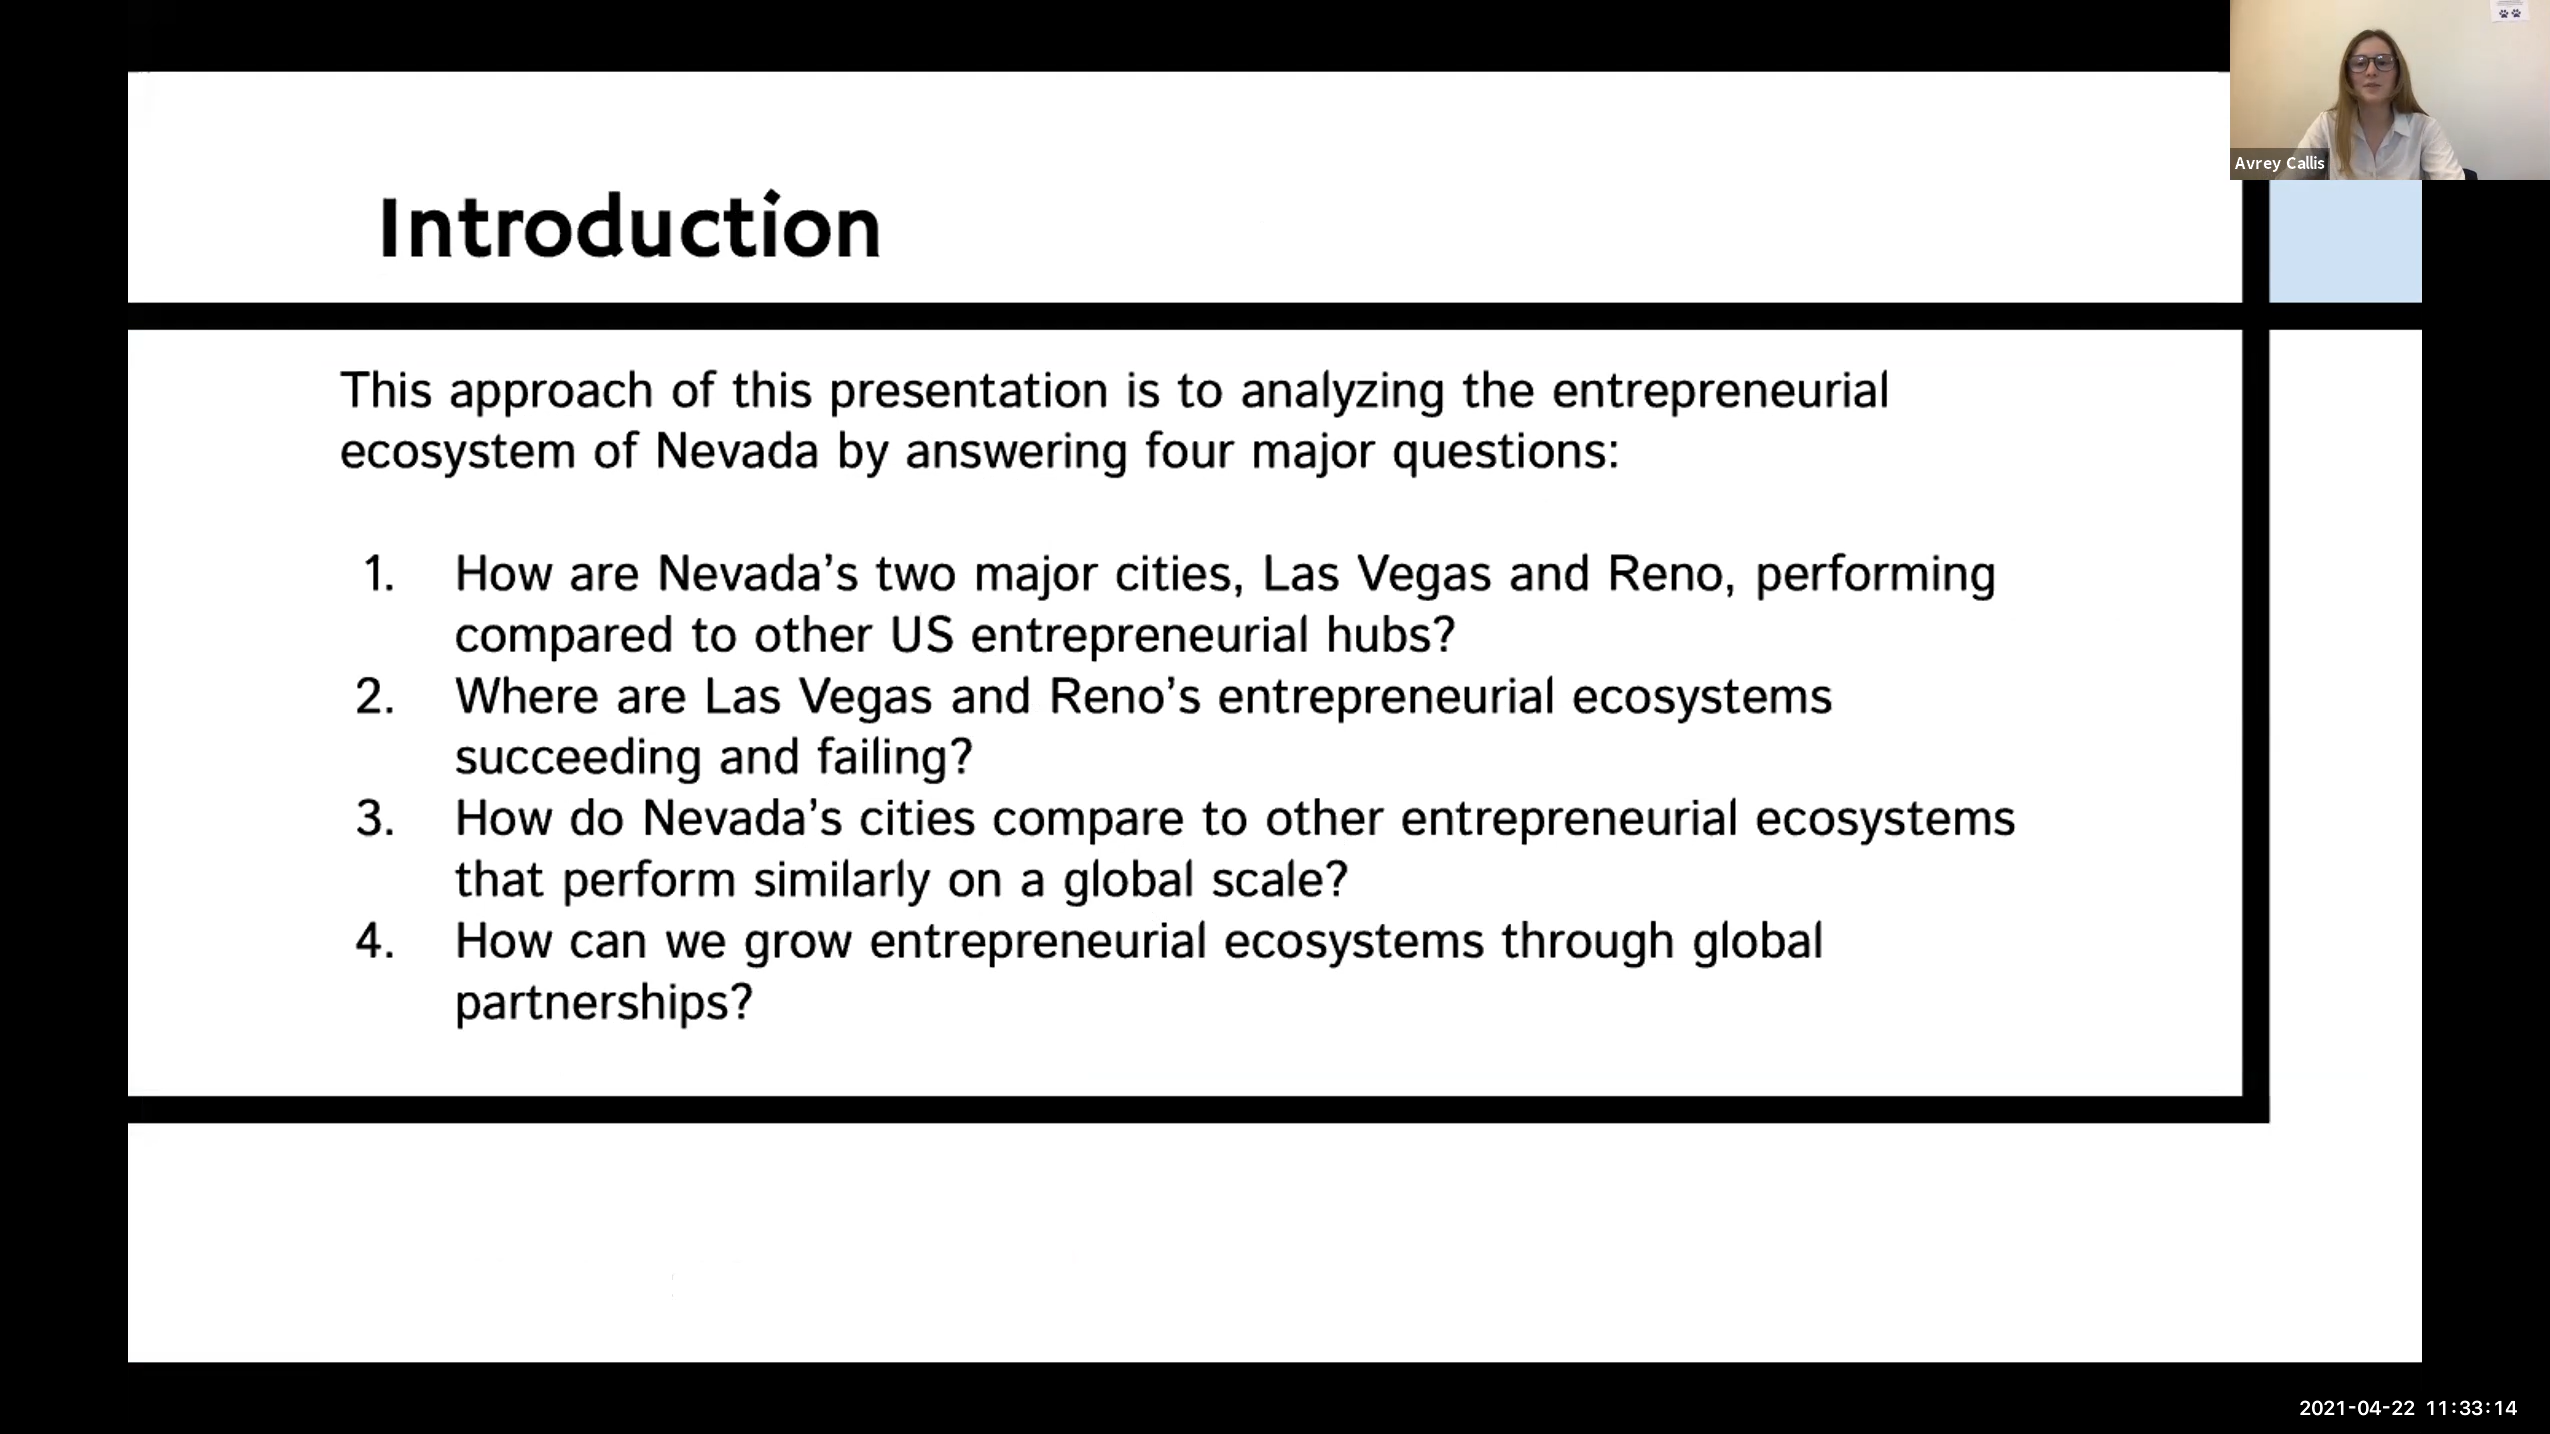 Avrey Callis
Introduction
This approach of this presentation is to analyzing the entrepreneurial
ecosystem of Nevada by answering four major questions:
1. How are Nevada’s two major cities, Las Vegas and Reno, performing
compared to other US entrepreneurial hubs?
2. Where are Las Vegas and Reno’s entrepreneurial ecosystems
succeeding and failing?
3. How do Nevada’s cities compare to other entrepreneurial ecosystems
that perform similarly on a global scale?
4. How can we grow entrepreneurial ecosystems through global
partnerships?
2021-04-22 11:33:14